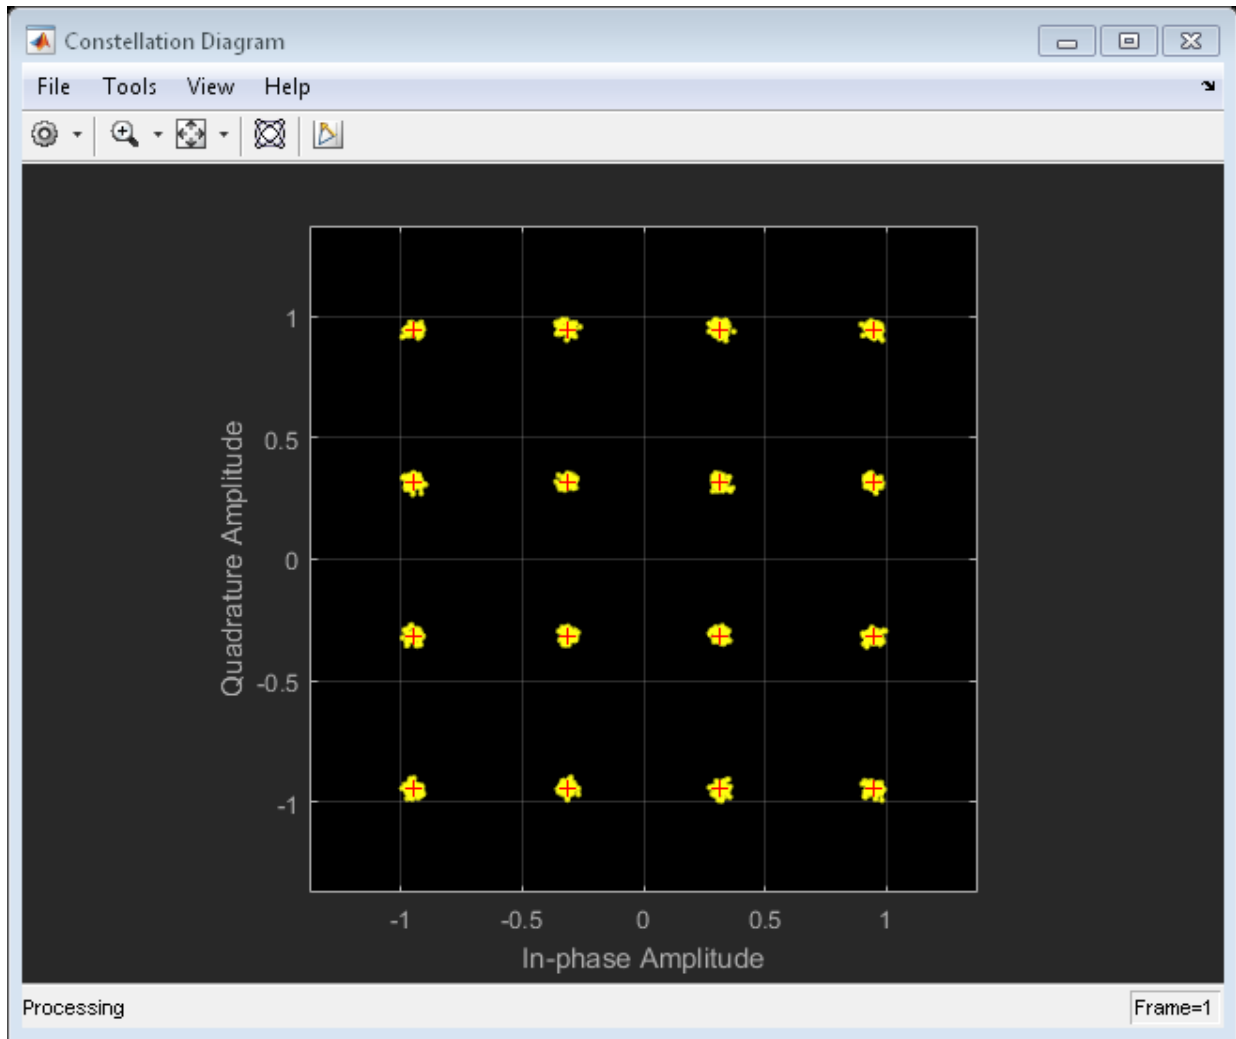 Constellation Diagram
File Tools View Help
1
0.5
0
-0.5
-1
Quadrature Amplitude
-1 -0.5 0 0.5 1
In-phase Amplitude
Processing Frame=1